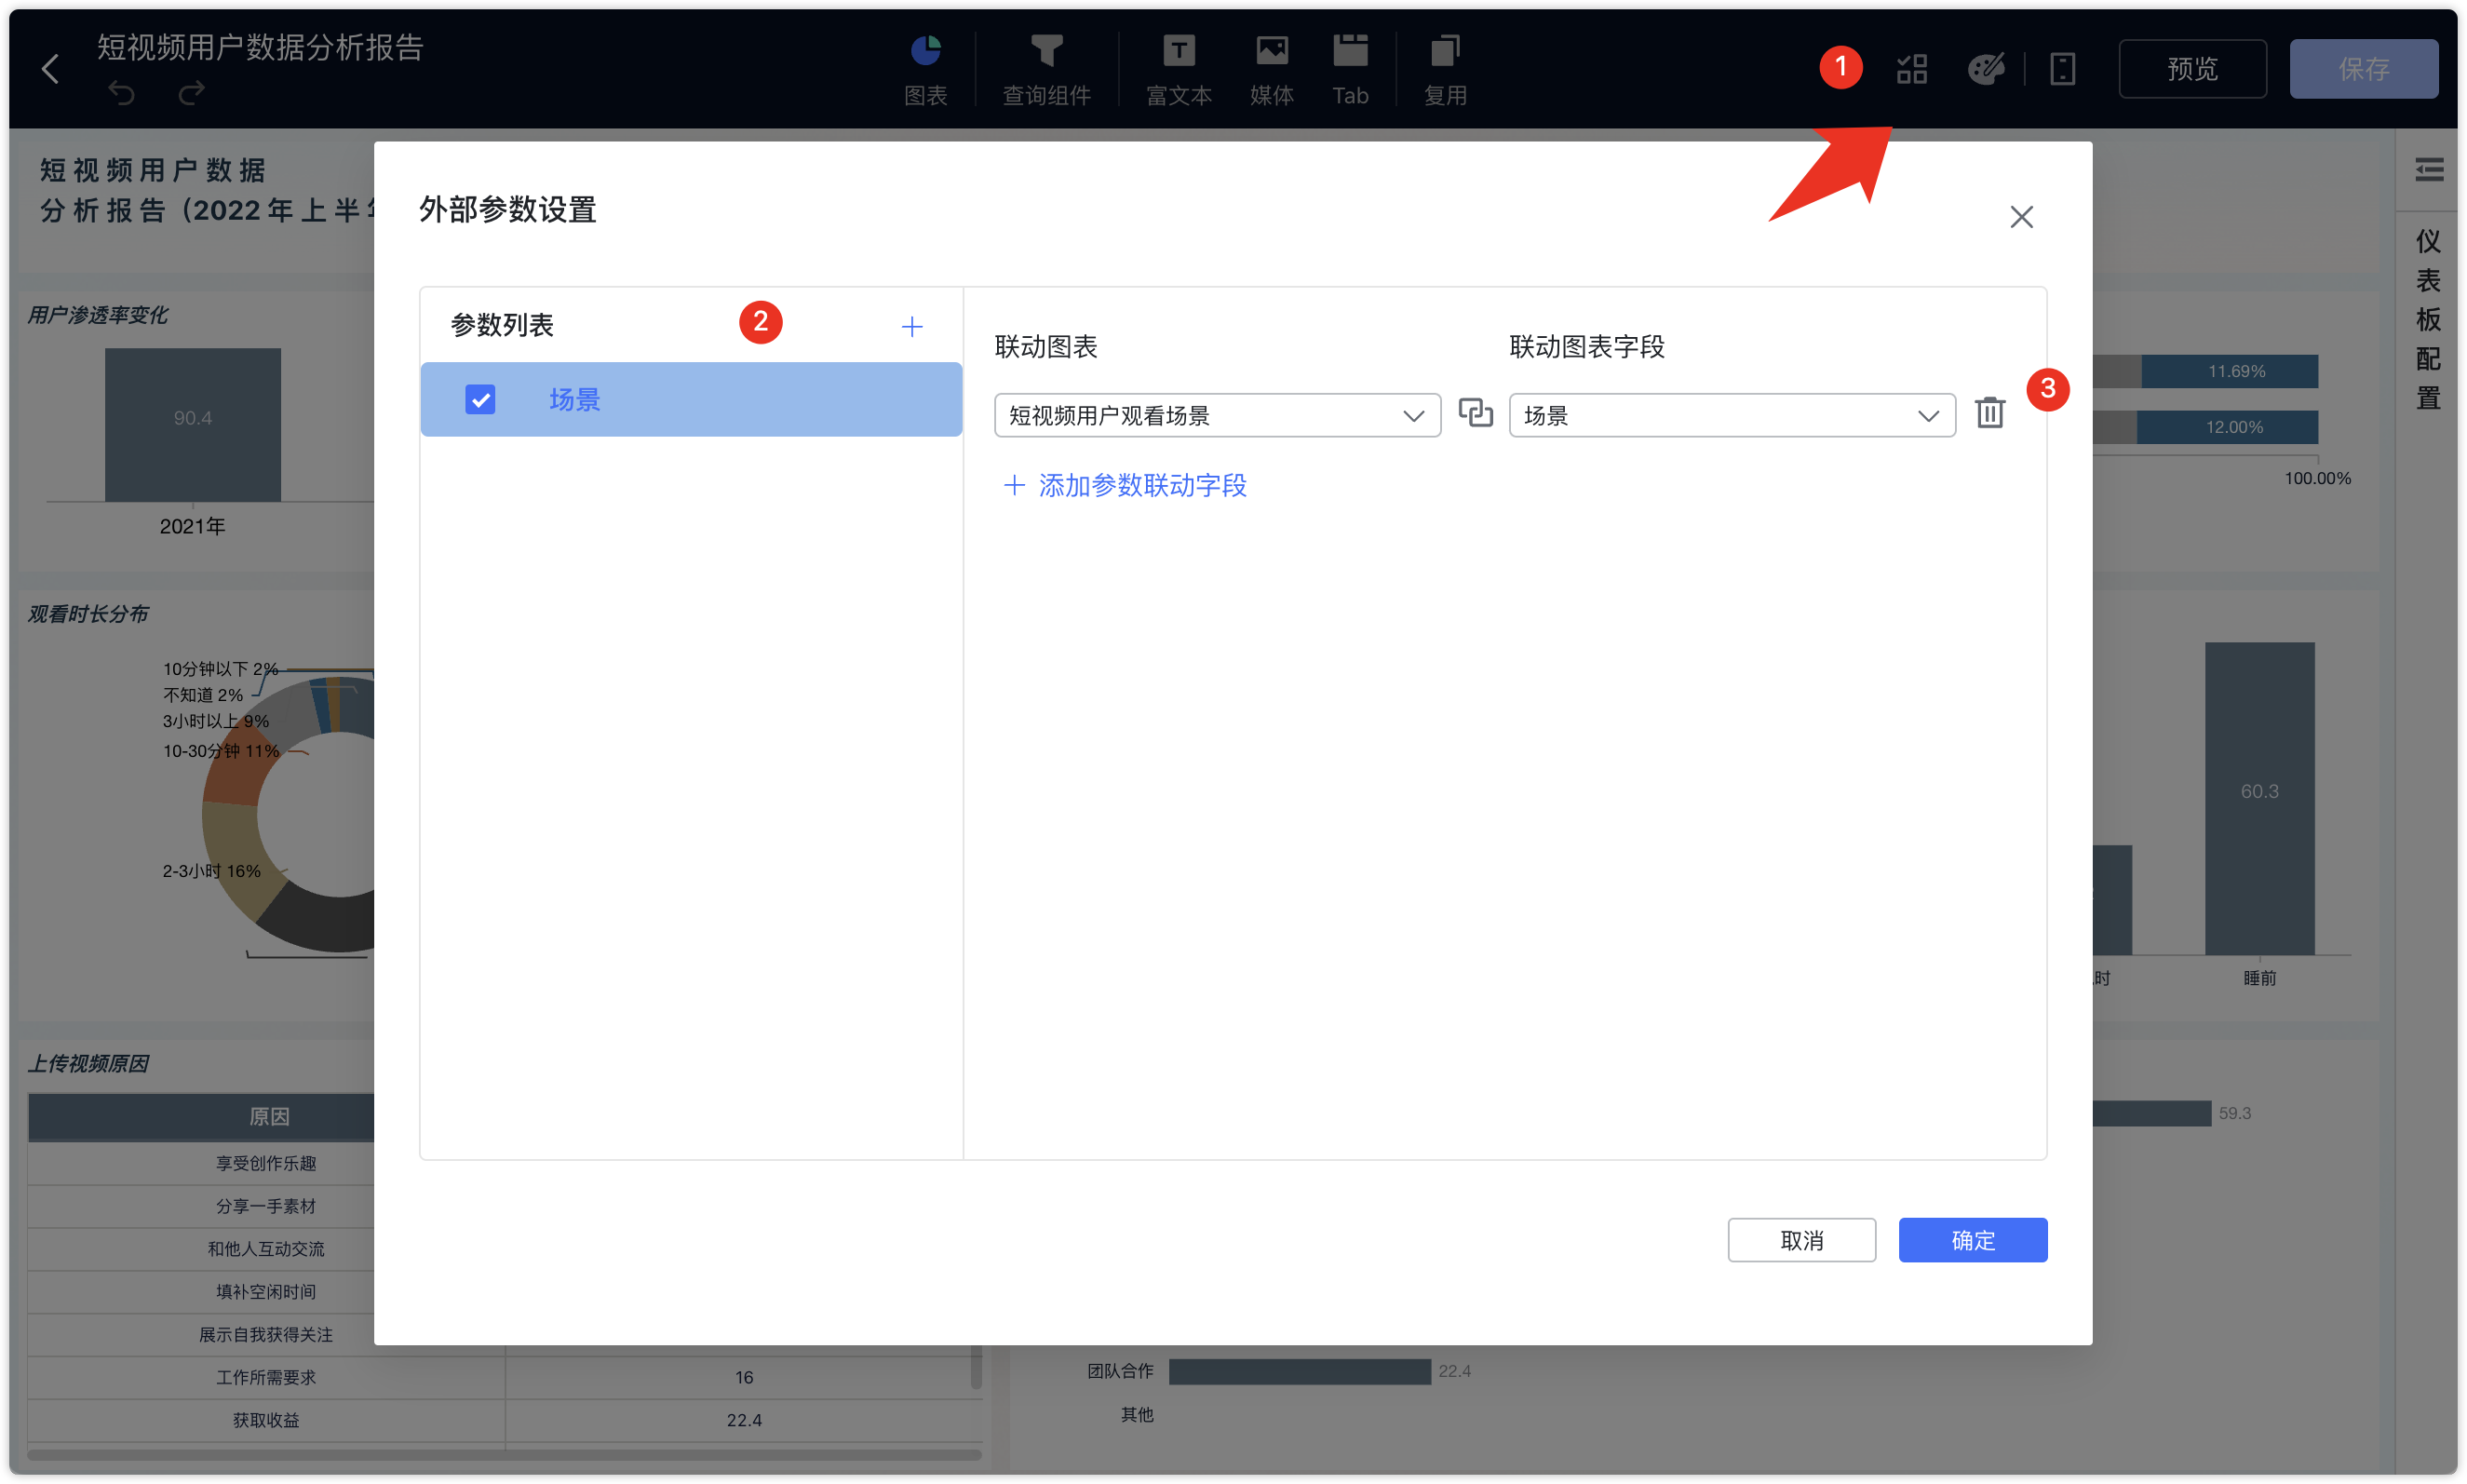 短视频用户数据分析报告
图表
查询组件
富文本
媒体
Tab
复用
1
预览
保存
短视频用户数据
分析报告（2022年上半
外部参数设置
仪表板配置
参数列表
2
场景
联动图表
联动图表字段
短视频用户观看场景
场景
3
添加参数联动字段
取消
确定
用户渗透率变化
90.4
2021年
11.69%
12.00%
100.00%
观看时长分布
10分钟以下 2%
不知道 2%
3小时以上 9%
10-30分钟 11%
2-3小时 16%
60.3
时
睡前
上传视频原因
原因
享受创作乐趣
分享一手素材
和他人互动交流
填补空闲时间
展示自我获得关注
工作所需要求
16
获取收益
22.4
59.3
团队合作
22.4
其他